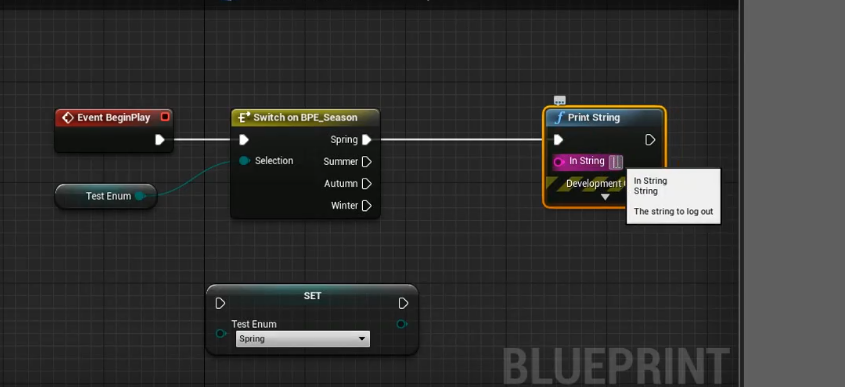 Event BeginPlay
Switch on BPE_Season
Print String
Spring
Selection
Summer
In String
Autumn
Development
Winter
Test Enum
In String
String
The string to log out
SET
Test Enum
Spring
BLUEPRINT